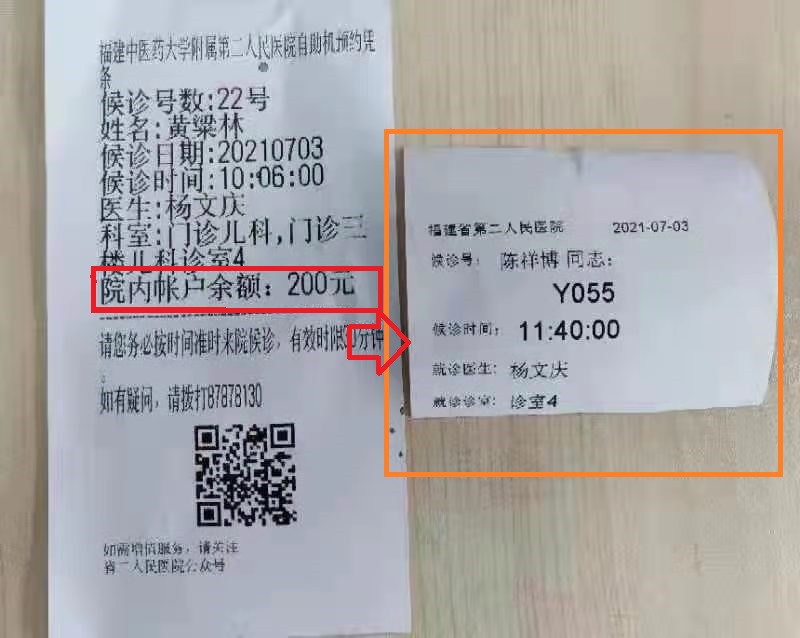 福建中医药大学附属第二人民医院自助机预约凭
条
候诊号数:22号
姓名:黄梁林
候诊日期:20210703
候诊时间:10:06:00
医生:杨文庆
科室:门诊儿科,门诊三
楼儿科诊室4
院内帐户余额：200元
请您务必按时间准时来院候诊，有效时限30分钟
。
如有疑问，请拨打87878130
如需增值服务，请关注
省二人民医院公众号
福建省第二人民医院 2021-07-03
候诊号： 陈祥博 同志：
Y055
候诊时间： 11:40:00
就诊医生： 杨文庆
就诊诊室： 诊室4